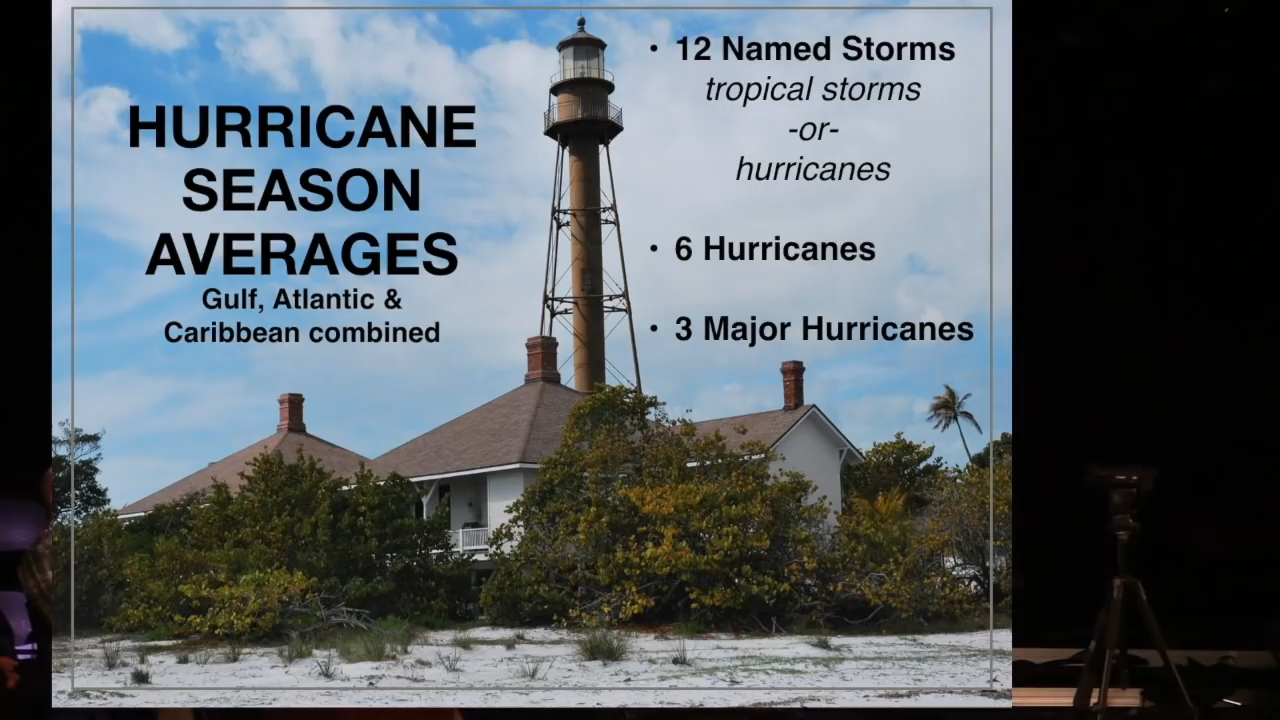 HURRICANE
SEASON
AVERAGES
Gulf, Atlantic &
Caribbean combined
• 12 Named Storms
tropical storms
-or-
hurricanes
• 6 Hurricanes
• 3 Major Hurricanes